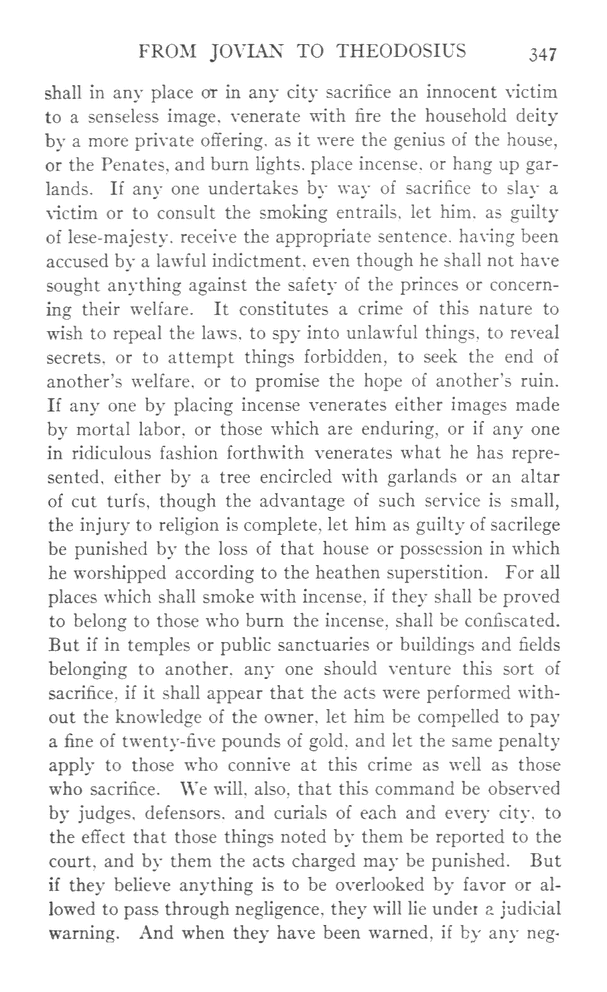 FROM JOVIAN TO THEODOSIUS 347
shall in any place or in any city sacrifice an innocent victim
to a senseless image, venerate with fire the household deity
by a more private offering, as it were the genius of the house,
or the Penates, and burn lights, place incense, or hang up gar-
lands. If any one undertakes by way of sacrifice to slay a
victim or to consult the smoking entrails, let him, as guilty
of lese-majesty, receive the appropriate sentence, having been
accused by a lawful indictment, even though he shall not have
sought anything against the safety of the princes or concern-
ing their welfare. It constitutes a crime of this nature to
wish to repeal the laws, to spy into unlawful things, to reveal
secrets, or to attempt things forbidden, to seek the end of
another's welfare, or to promise the hope of another's ruin.
If any one by placing incense venerates either images made
by mortal labor, or those which are enduring, or if any one
in ridiculous fashion forthwith venerates what he has repre-
sented, either by a tree encircled with garlands or an altar
of cut turfs, though the advantage of such service is small,
the injury to religion is complete, let him as guilty of sacrilege
be punished by the loss of that house or possession in which
he worshipped according to the heathen superstition. For all
places which shall smoke with incense, if they shall be proved
to belong to those who burn the incense, shall be confiscated.
But if in temples or public sanctuaries or buildings and fields
belonging to another, any one should venture this sort of
sacrifice, if it shall appear that the acts were performed with-
out the knowledge of the owner, let him be compelled to pay
a fine of twenty-five pounds of gold, and let the same penalty
apply to those who connive at this crime as well as those
who sacrifice. We will, also, that this command be observed
by judges, defensors, and curials of each and every city, to
the effect that those things noted by them be reported to the
court, and by them the acts charged may be punished. But
if they believe anything is to be overlooked by favor or al-
lowed to pass through negligence, they will lie under a judicial
warning. And when they have been warned, if by any neg-